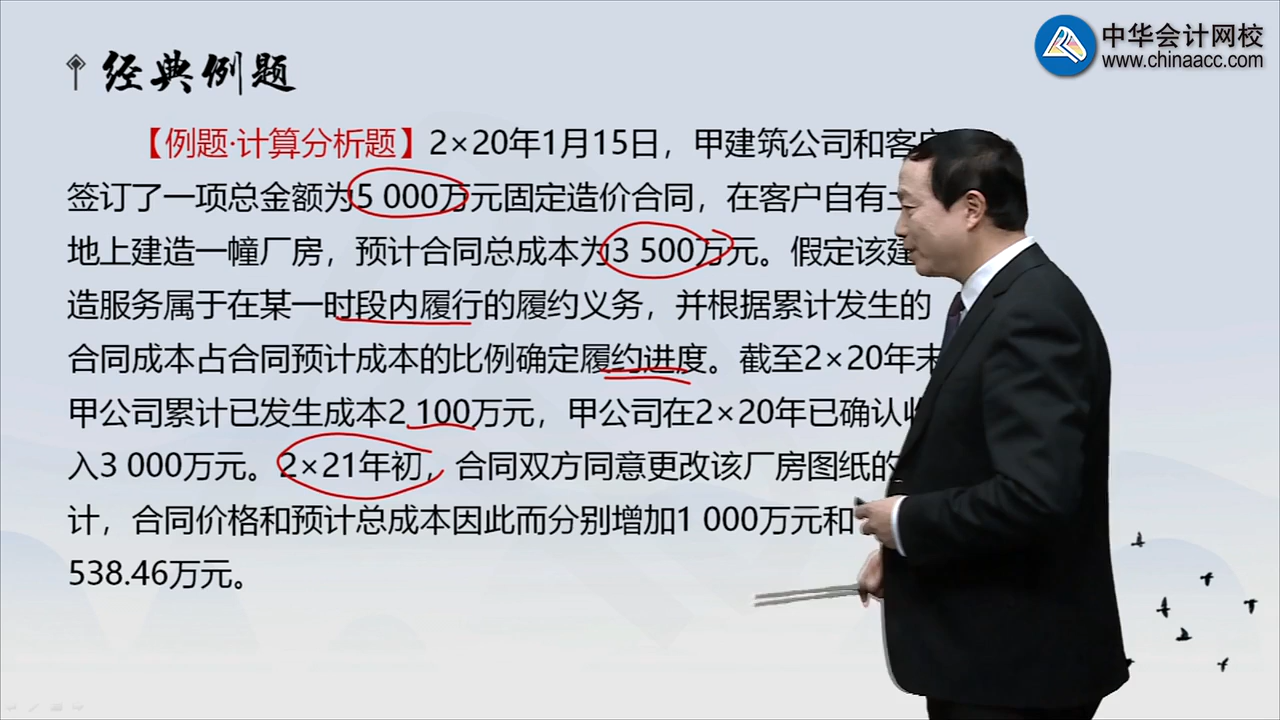 中华会计网校
www.chinaacc.com
经典例题
【例题·计算分析题】2×20年1月15日，甲建筑公司和客户
签订了一项总金额为5 000万元固定造价合同，在客户自有土
地上建造一幢厂房，预计合同总成本为3 500万元。假定该建
造服务属于在某一时段内履行的履约义务，并根据累计发生的
合同成本占合同预计成本的比例确定履约进度。截至2×20年末
甲公司累计已发生成本2 100万元，甲公司在2×20年已确认收
入3 000万元。2×21年初，合同双方同意更改该厂房图纸的
计，合同价格和预计总成本因此而分别增加1 000万元和
538.46万元。